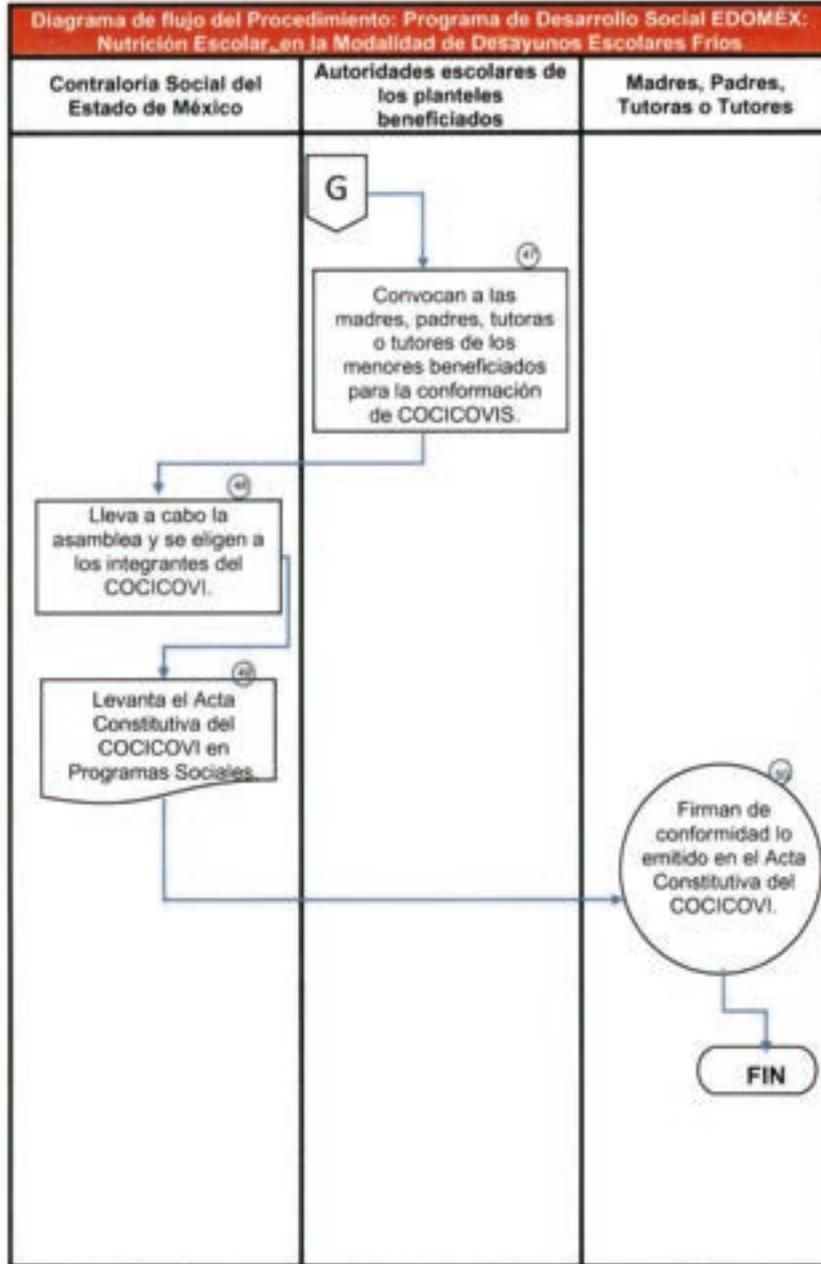 Diagrama de flujo del Procedimiento: Programa de Desarrollo Social EDOMÉX:
Nutrición Escolar, en la Modalidad de Desayunos Escolares Fríos
Contraloría Social del
Estado de México
Autoridades escolares de
los planteles
beneficiados
Madres, Padres,
Tutoras o Tutores
G
47
Convocan a las
madres, padres, tutoras
o tutores de los
menores beneficiados
para la conformación
de COCICOVIS.
48
Lleva a cabo la
asamblea y se eligen a
los integrantes del
COCICOVI.
49
Levanta el Acta
Constitutiva del
COCICOVI en
Programas Sociales.
50
Firman de
conformidad lo
emitido en el Acta
Constitutiva del
COCICOVI.
FIN